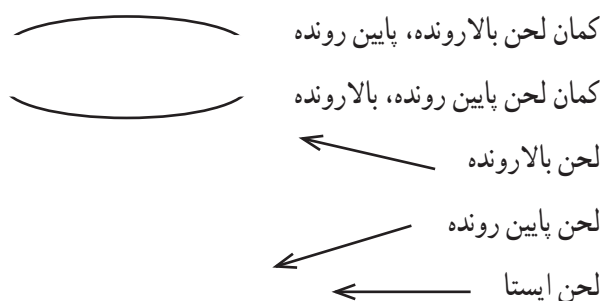 کمان لحن بالارونده، پایین رونده
کمان لحن پایین رونده، بالارونده
لحن بالارونده
لحن پایین رونده
لحن ایستا